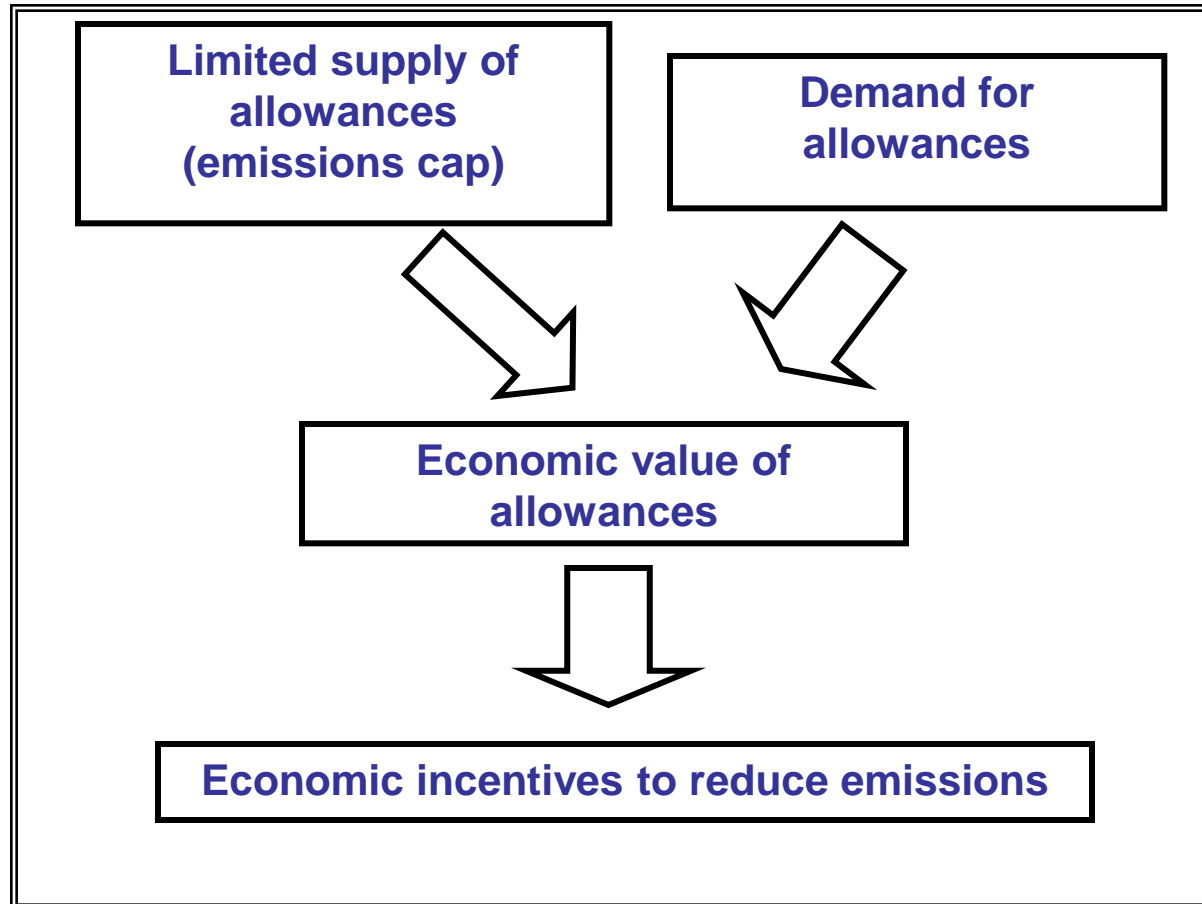 Limited supply of
allowances
(emissions cap)
Demand for
allowances
Economic value of
allowances
Economic incentives to reduce emissions